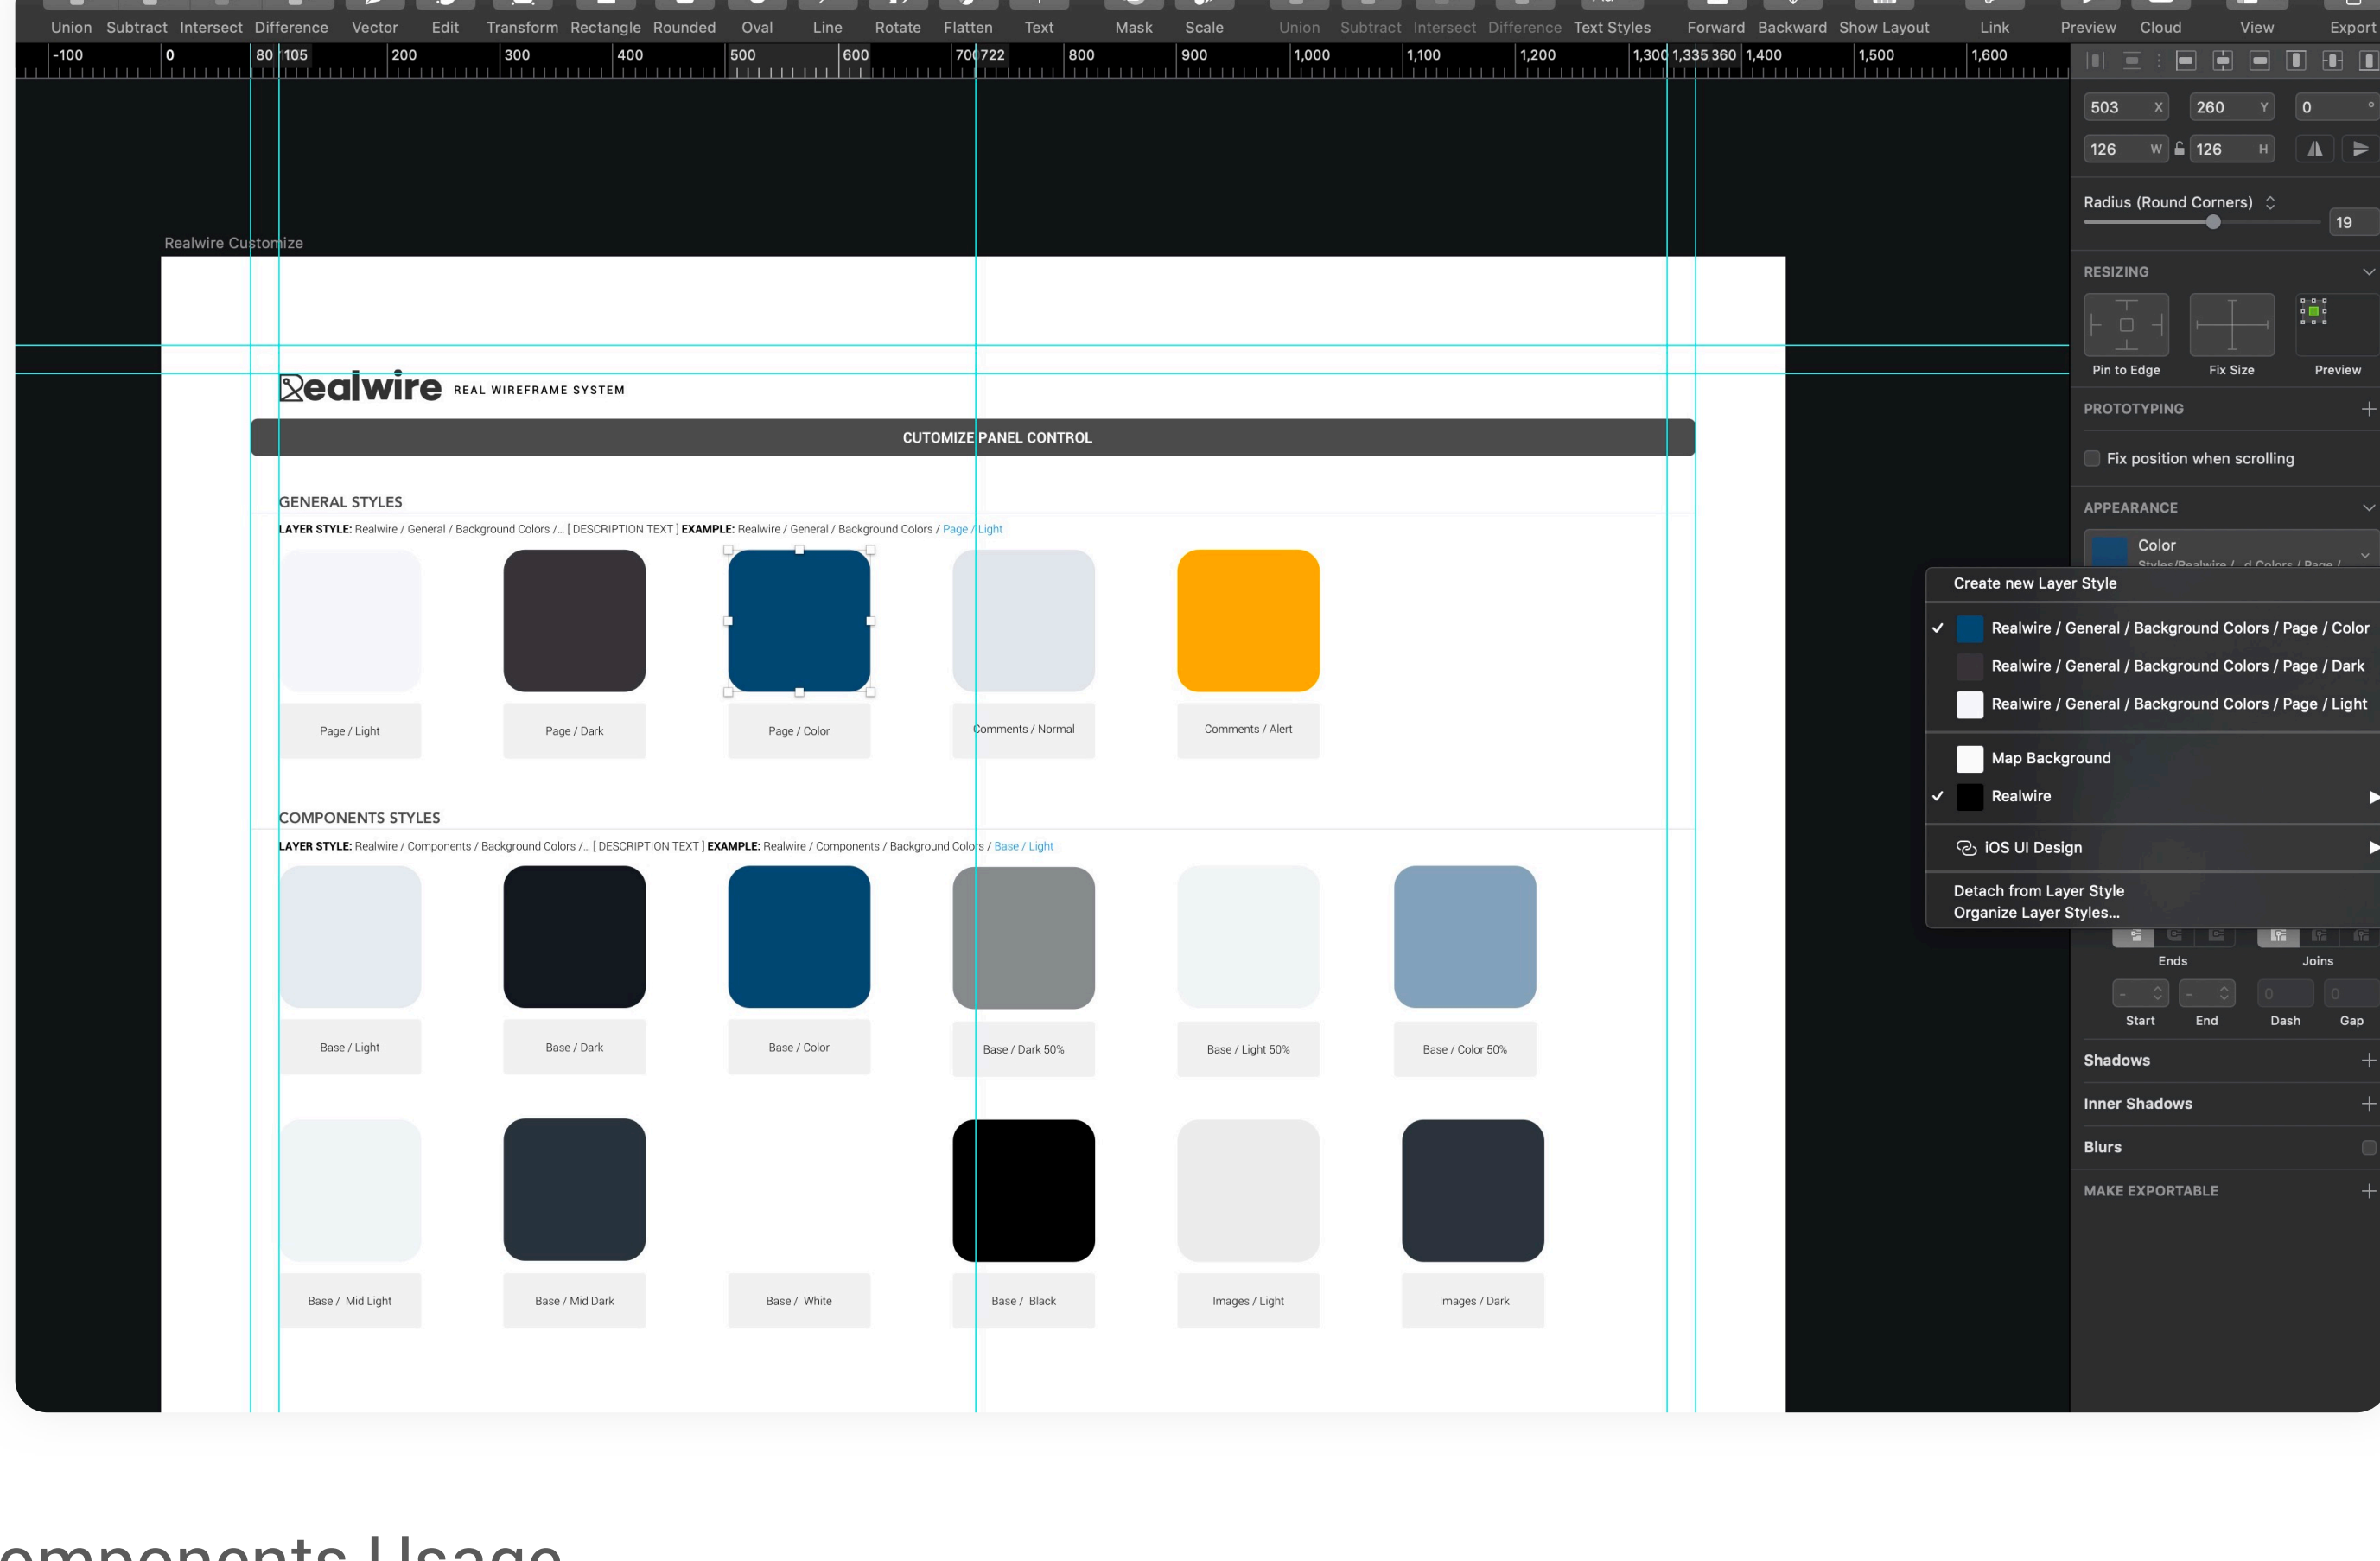 Union Subtract Intersect Difference Vector Edit Transform Rectangle Rounded Oval Line Rotate Flatten Text Mask Scale Union Subtract Intersect Difference Text Styles Forward Backward Show Layout Link Preview Cloud View Export
-100 0 80 105 200 300 400 500 600 722 800 900 1,000 1,100 1,200 1,335 360 1,400 1,500 1,600
503 X 260 Y 0 °
126 W 126 H
Radius (Round Corners)
19
RESIZING
Pin to Edge Fix Size Preview
PROTOTYPING
Fix position when scrolling
APPEARANCE
Color
Styles/Realwire / ...d Colors / Page /
Create new Layer Style
Realwire / General / Background Colors / Page / Color
Realwire / General / Background Colors / Page / Dark
Realwire / General / Background Colors / Page / Light
Map Background
Realwire
iOS UI Design
Detach from Layer Style
Organize Layer Styles...
Ends Joins
- - 0 0
Start End Dash Gap
Shadows
Inner Shadows
Blurs
MAKE EXPORTABLE
Realwire Customize
Realwire REAL WIREFRAME SYSTEM
CUTOMIZE PANEL CONTROL
GENERAL STYLES
LAYER STYLE: Realwire / General / Background Colors /... [ DESCRIPTION TEXT ] EXAMPLE: Realwire / General / Background Colors / Page / Light
Page / Light Page / Dark Page / Color Comments / Normal Comments / Alert
COMPONENTS STYLES
LAYER STYLE: Realwire / Components / Background Colors /... [ DESCRIPTION TEXT ] EXAMPLE: Realwire / Components / Background Colors / Base / Light
Base / Light Base / Dark Base / Color Base / Dark 50% Base / Light 50% Base / Color 50%
Base / Mid Light Base / Mid Dark Base / White Base / Black Images / Light Images / Dark
omponents Usage